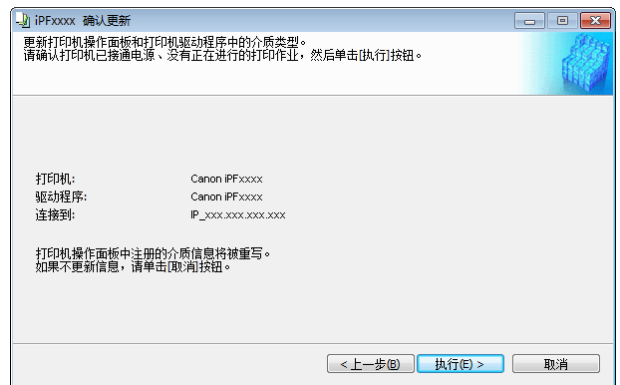 iPFxxxx 确认更新
更新打印机操作面板和打印机驱动程序中的介质类型。
请确认打印机已接通电源、没有正在进行的打印作业，然后单击[执行]按钮。
打印机: Canon iPFxxxx
驱动程序: Canon iPFxxxx
连接到: IP_xxx.xxx.xxx.xxx
打印机操作面板中注册的介质信息将被重写。
如果不更新信息，请单击[取消]按钮。
<上一步(B) 执行(E) > 取消